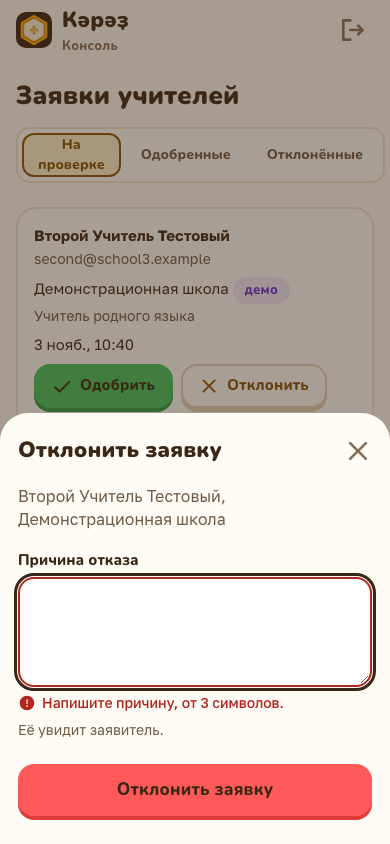 Кәрәҙ
Консоль
Заявки учителей
На
проверке
Одобренные
Отклонённые
Второй Учитель Тестовый
second@school3.example
Демонстрационная школа демо
Учитель родного языка
3 нояб., 10:40
Одобрить
Отклонить
Отклонить заявку
Второй Учитель Тестовый,
Демонстрационная школа
Причина отказа
Напишите причину, от 3 символов.
Её увидит заявитель.
Отклонить заявку